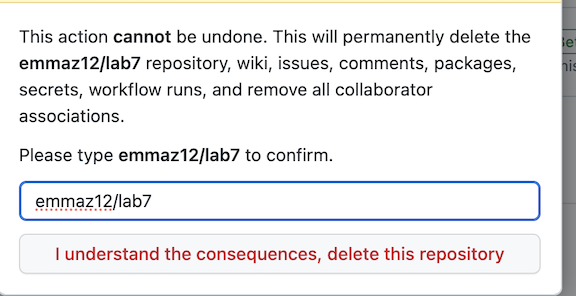 This action cannot be undone. This will permanently delete the
emmaz12/lab7 repository, wiki, issues, comments, packages,
secrets, workflow runs, and remove all collaborator
associations.
Please type emmaz12/lab7 to confirm.
emmaz12/lab7
I understand the consequences, delete this repository